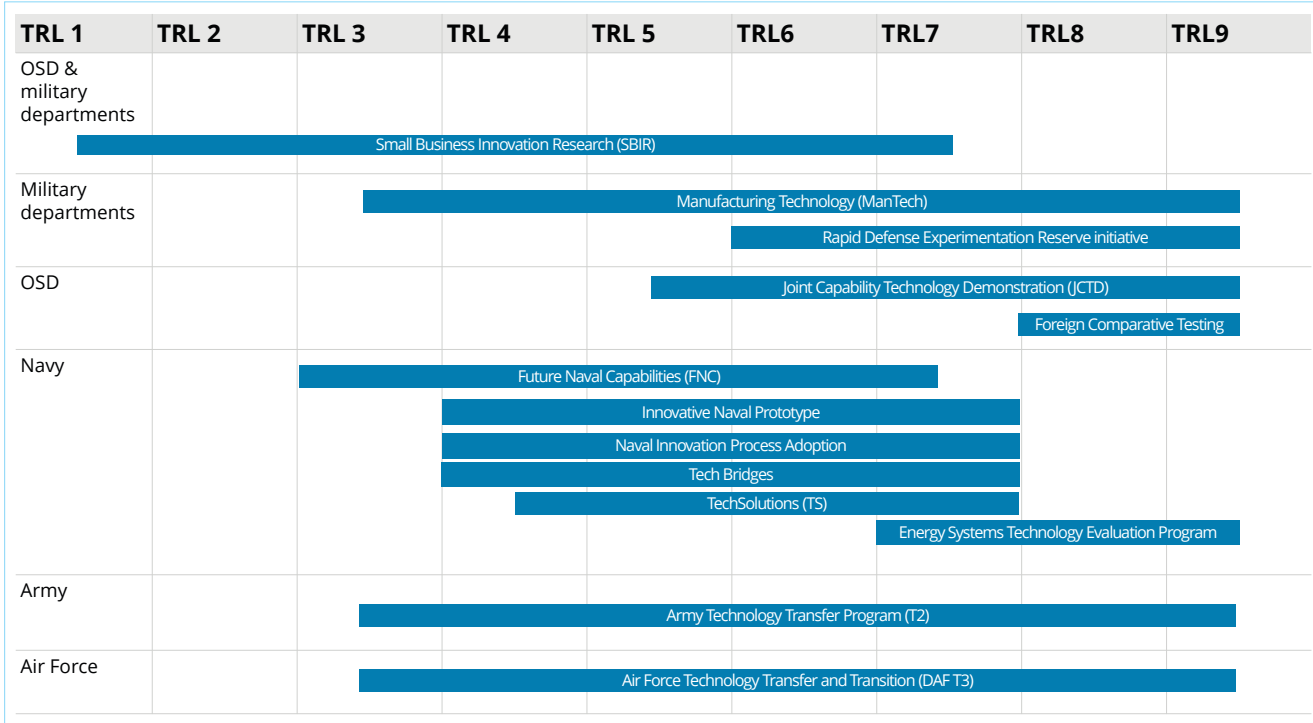 TRL 1 TRL 2 TRL 3 TRL 4 TRL 5 TRL6 TRL7 TRL8 TRL9
OSD &
military
departments
Small Business Innovation Research (SBIR)
Military
departments
Manufacturing Technology (ManTech)
Rapid Defense Experimentation Reserve initiative
OSD
Joint Capability Technology Demonstration (JCTD)
Foreign Comparative Testing
Navy
Future Naval Capabilities (FNC)
Innovative Naval Prototype
Naval Innovation Process Adoption
Tech Bridges
TechSolutions (TS)
Energy Systems Technology Evaluation Program
Army
Army Technology Transfer Program (T2)
Air Force
Air Force Technology Transfer and Transition (DAF T3)